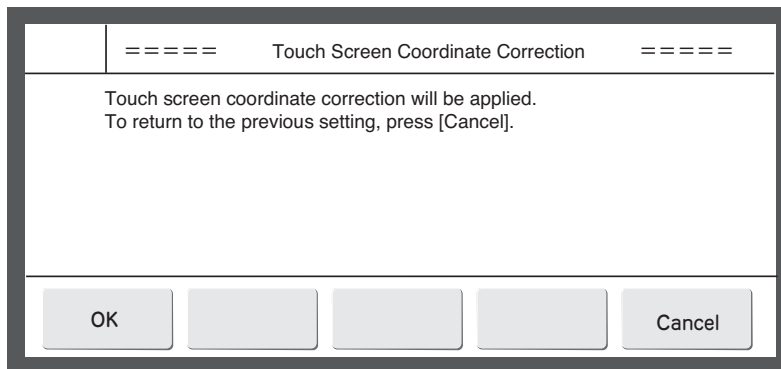 ===== Touch Screen Coordinate Correction =====
Touch screen coordinate correction will be applied.
To return to the previous setting, press [Cancel].
OK Cancel